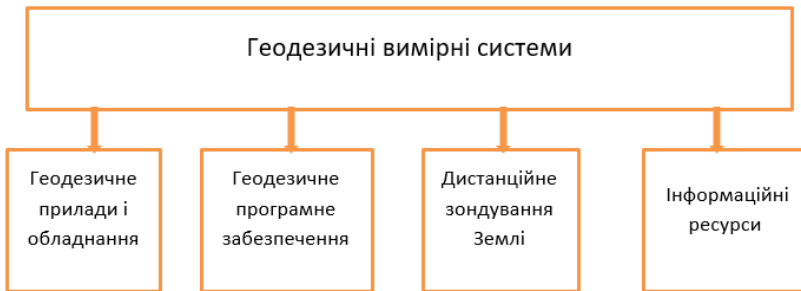 Геодезичні вимірні системи
Геодезичне
прилади і
обладнання
Геодезичне
програмне
забезпечення
Дистанційне
зондування
Землі
Інформаційні
ресурси